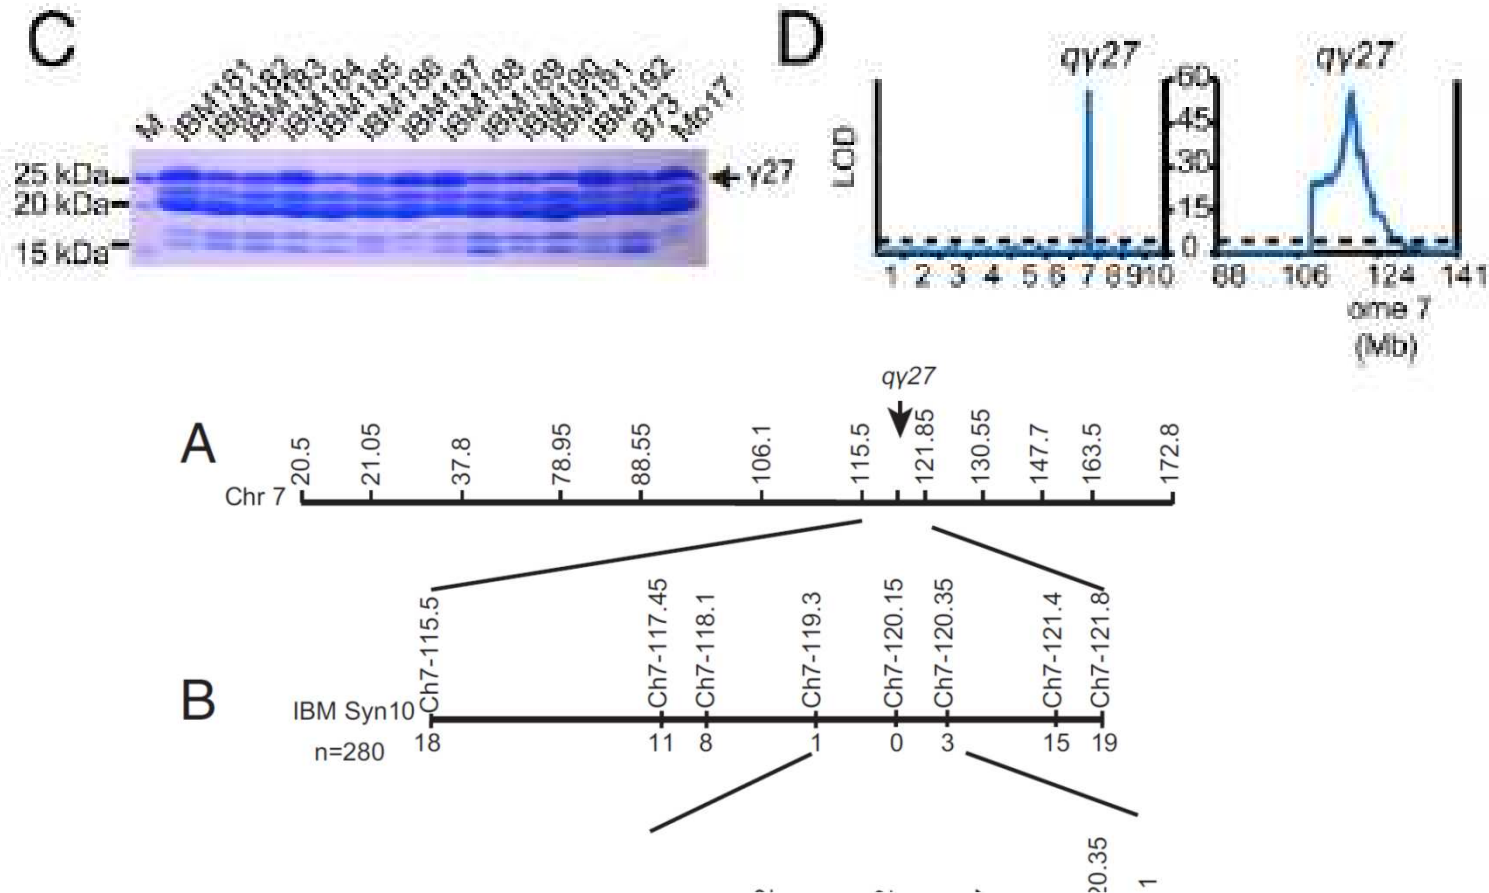 C
M IBM181 IBM182 IBM183 IBM184 IBM185 IBM186 IBM187 IBM188 IBM189 IBM190 IBM191 IBM192 B73 Mo17
25 kDa
20 kDa
15 kDa
γ27
D
qγ27
qγ27
LOD
60
45
30
15
0
1 2 3 4 5 6 7 8 9 10
88 106 124 141
ome 7
(Mb)
qγ27
A
20.5 21.05 37.8 78.95 88.55 106.1 115.5 121.85 130.55 147.7 163.5 172.8
Chr 7
Ch7-115.5 Ch7-117.45 Ch7-118.1 Ch7-119.3 Ch7-120.15 Ch7-120.35 Ch7-121.4 Ch7-121.8
B
IBM Syn10
18 11 8 1 0 3 15 19
n=280
20.35
1